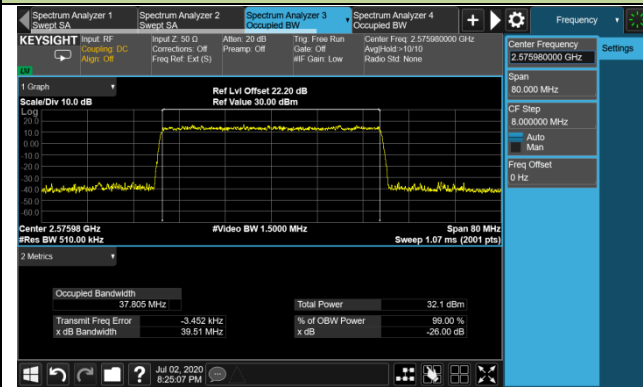 Spectrum Analyzer 1
Swept SA
Spectrum Analyzer 2
Swept SA
Spectrum Analyzer 3
Occupied BW
Spectrum Analyzer 4
Occupied BW
Frequency
KEYSIGHT
Input: RF
Coupling: DC
Align: Off
Input Z: 50 Ω
Corrections: Off
Freq Ref: Ext (S)
Atten: 20 dB
Preamp: Off
Trig: Free Run
Gate: Off
#IF Gain: Low
Center Freq: 2.575980000 GHz
Avg|Hold:>10/10
Radio Std: None
LV
Center Frequency
2.575980000 GHz
Settings
Span
80.000 MHz
CF Step
8.000000 MHz
Auto
Man
Freq Offset
0 Hz
1 Graph
Scale/Div 10.0 dB
Ref Lvl Offset 22.20 dB
Ref Value 30.00 dBm
Log
20.0
10.0
0.00
-10.0
-20.0
-30.0
-40.0
-50.0
-60.0
Center 2.57598 GHz
#Res BW 510.00 kHz
#Video BW 1.5000 MHz
Span 80 MHz
Sweep 1.07 ms (2001 pts)
2 Metrics
Occupied Bandwidth
37.805 MHz
Total Power 32.1 dBm
Transmit Freq Error -3.452 kHz
% of OBW Power 99.00 %
x dB Bandwidth 39.51 MHz
x dB -26.00 dB
Jul 02, 2020
8:25:07 PM